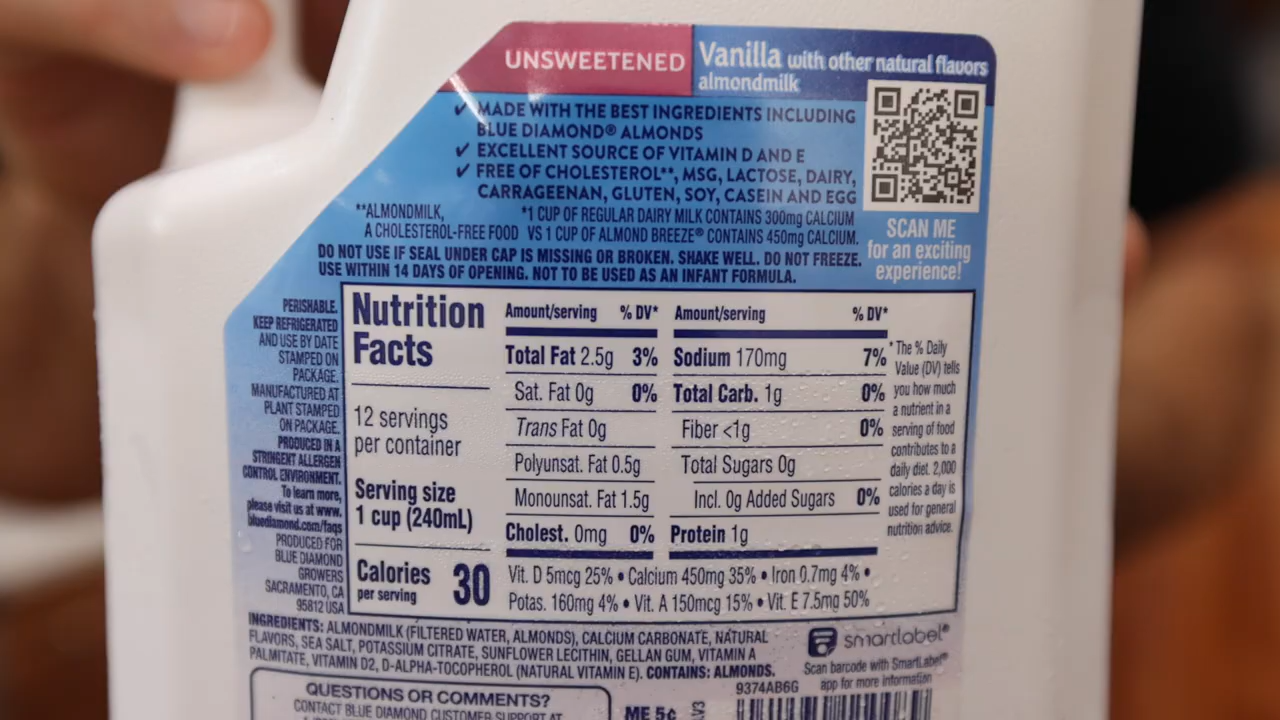 UNSWEETENED
Vanilla with other natural flavors
almondmilk
✓ MADE WITH THE BEST INGREDIENTS INCLUDING
BLUE DIAMOND® ALMONDS
✓ EXCELLENT SOURCE OF VITAMIN D AND E
✓ FREE OF CHOLESTEROL**, MSG, LACTOSE, DAIRY,
CARRAGEENAN, GLUTEN, SOY, CASEIN AND EGG
**ALMONDMILK,
A CHOLESTEROL-FREE FOOD
*1 CUP OF REGULAR DAIRY MILK CONTAINS 300mg CALCIUM
VS 1 CUP OF ALMOND BREEZE® CONTAINS 450mg CALCIUM.
DO NOT USE IF SEAL UNDER CAP IS MISSING OR BROKEN. SHAKE WELL. DO NOT FREEZE.
USE WITHIN 14 DAYS OF OPENING. NOT TO BE USED AS AN INFANT FORMULA.
SCAN ME
for an exciting
experience!
PERISHABLE.
KEEP REFRIGERATED
AND USE BY DATE
STAMPED ON
PACKAGE.
MANUFACTURED AT
PLANT STAMPED
ON PACKAGE.
PRODUCED IN A
STRINGENT ALLERGEN
CONTROL ENVIRONMENT.
To learn more,
please visit us at www.
bluediamond.com/faqs
PRODUCED FOR
BLUE DIAMOND
GROWERS
SACRAMENTO, CA
95812 USA
Nutrition
Facts
12 servings
per container
Serving size
1 cup (240mL)
Calories 30
per serving
Amount/serving % DV*
Total Fat 2.5g 3%
Sat. Fat 0g 0%
Trans Fat 0g
Polyunsat. Fat 0.5g
Monounsat. Fat 1.5g
Cholest. 0mg 0%
Amount/serving % DV*
Sodium 170mg 7%
Total Carb. 1g 0%
Fiber <1g 0%
Total Sugars 0g
Incl. 0g Added Sugars 0%
Protein 1g
Vit. D 5mcg 25% • Calcium 450mg 35% • Iron 0.7mg 4% •
Potas. 160mg 4% • Vit. A 150mcg 15% • Vit. E 7.5mg 50%
*The % Daily
Value (DV) tells
you how much
a nutrient in a
serving of food
contributes to a
daily diet. 2,000
calories a day is
used for general
nutrition advice.
INGREDIENTS: ALMONDMILK (FILTERED WATER, ALMONDS), CALCIUM CARBONATE, NATURAL
FLAVORS, SEA SALT, POTASSIUM CITRATE, SUNFLOWER LECITHIN, GELLAN GUM, VITAMIN A
PALMITATE, VITAMIN D2, D-ALPHA-TOCOPHEROL (NATURAL VITAMIN E). CONTAINS: ALMONDS.
smartlabel®
Scan barcode with SmartLabel®
app for more information
9374AB6G
QUESTIONS OR COMMENTS?
CONTACT BLUE DIAMOND CUSTOMER SUPPORT AT
ME 5¢
V3